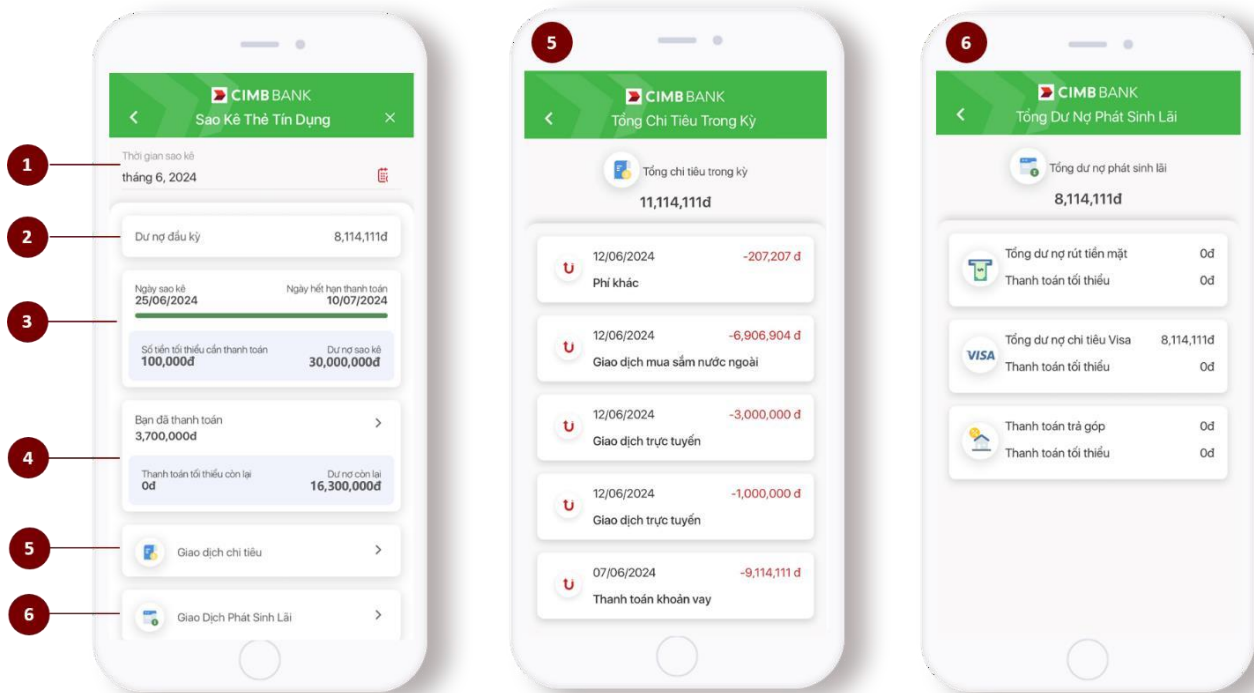 CIMB BANK
Sao Kê Thẻ Tín Dụng
1
Thời gian sao kê
tháng 6, 2024
2
Dư nợ đầu kỳ 8,114,111đ
3
Ngày sao kê Ngày hết hạn thanh toán
25/06/2024 10/07/2024
Số tiền tối thiểu cần thanh toán Dư nợ sao kê
100,000đ 30,000,000đ
4
Bạn đã thanh toán
3,700,000đ
Thanh toán tối thiểu còn lại Dư nợ còn lại
0đ 16,300,000đ
5
Giao dịch chi tiêu
6
Giao Dịch Phát Sinh Lãi
5
CIMB BANK
Tổng Chi Tiêu Trong Kỳ
Tổng chi tiêu trong kỳ
11,114,111đ
12/06/2024 -207,207 đ
Phí khác
12/06/2024 -6,906,904 đ
Giao dịch mua sắm nước ngoài
12/06/2024 -3,000,000 đ
Giao dịch trực tuyến
12/06/2024 -1,000,000 đ
Giao dịch trực tuyến
07/06/2024 -9,114,111 đ
Thanh toán khoản vay
6
CIMB BANK
Tổng Dư Nợ Phát Sinh Lãi
Tổng dư nợ phát sinh lãi
8,114,111đ
Tổng dư nợ rút tiền mặt 0đ
Thanh toán tối thiểu 0đ
VISA
Tổng dư nợ chi tiêu Visa 8,114,111đ
Thanh toán tối thiểu 0đ
Thanh toán trả góp 0đ
Thanh toán tối thiểu 0đ